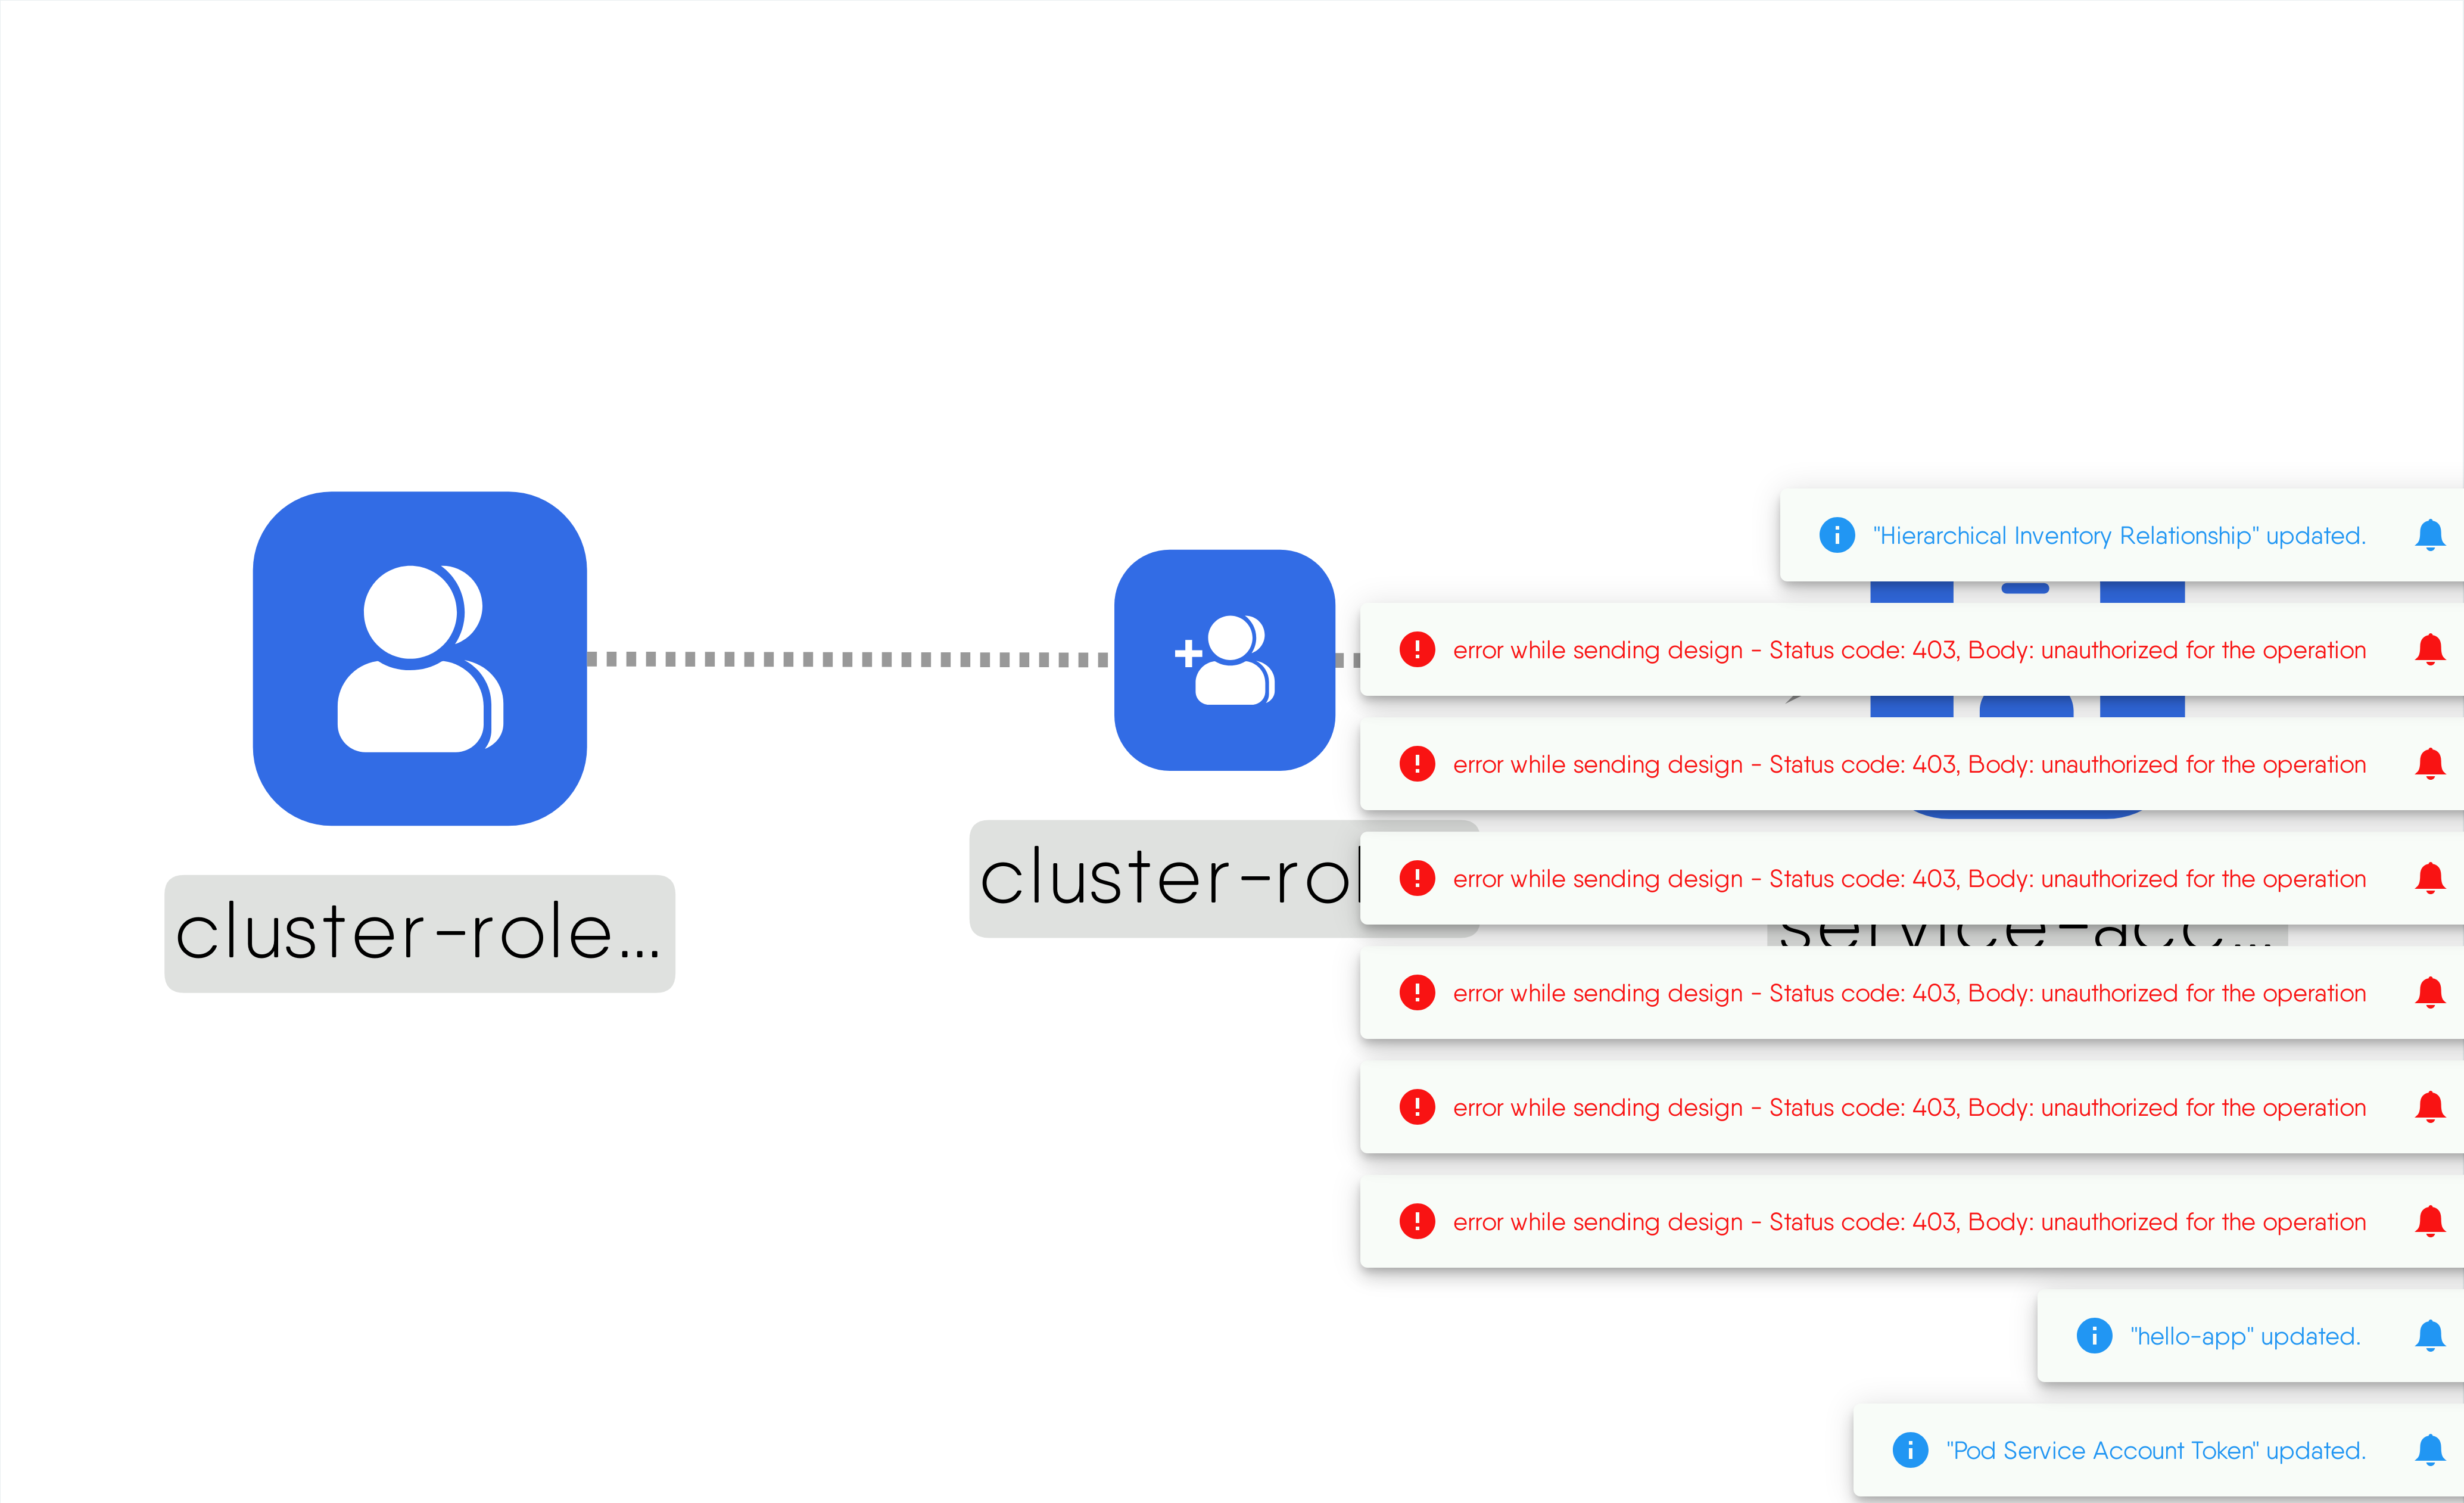 "Hierarchical Inventory Relationship" updated.
error while sending design - Status code: 403, Body: unauthorized for the operation
error while sending design - Status code: 403, Body: unauthorized for the operation
error while sending design - Status code: 403, Body: unauthorized for the operation
error while sending design - Status code: 403, Body: unauthorized for the operation
error while sending design - Status code: 403, Body: unauthorized for the operation
error while sending design - Status code: 403, Body: unauthorized for the operation
"hello-app" updated.
"Pod Service Account Token" updated.
cluster-role...
cluster-rol
service-acc...